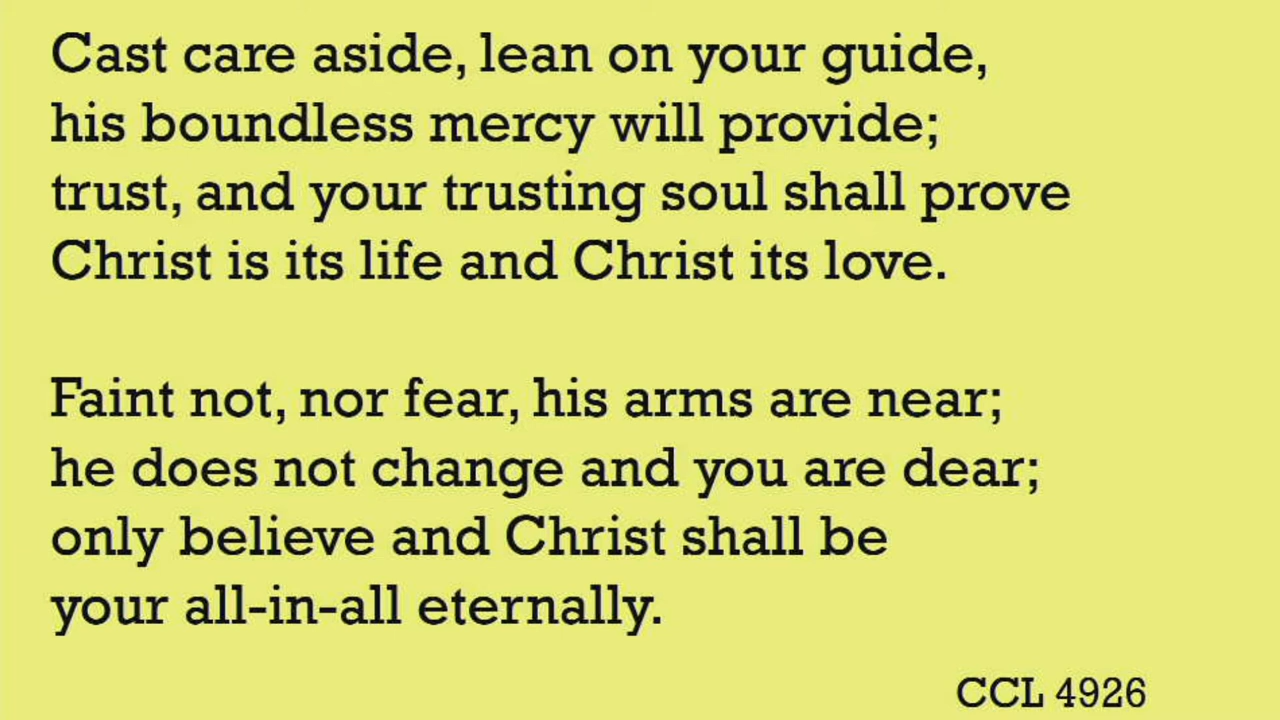 Cast care aside, lean on your guide,
his boundless mercy will provide;
trust, and your trusting soul shall prove
Christ is its life and Christ its love.
Faint not, nor fear, his arms are near;
he does not change and you are dear;
only believe and Christ shall be
your all-in-all eternally.
CCL 4926